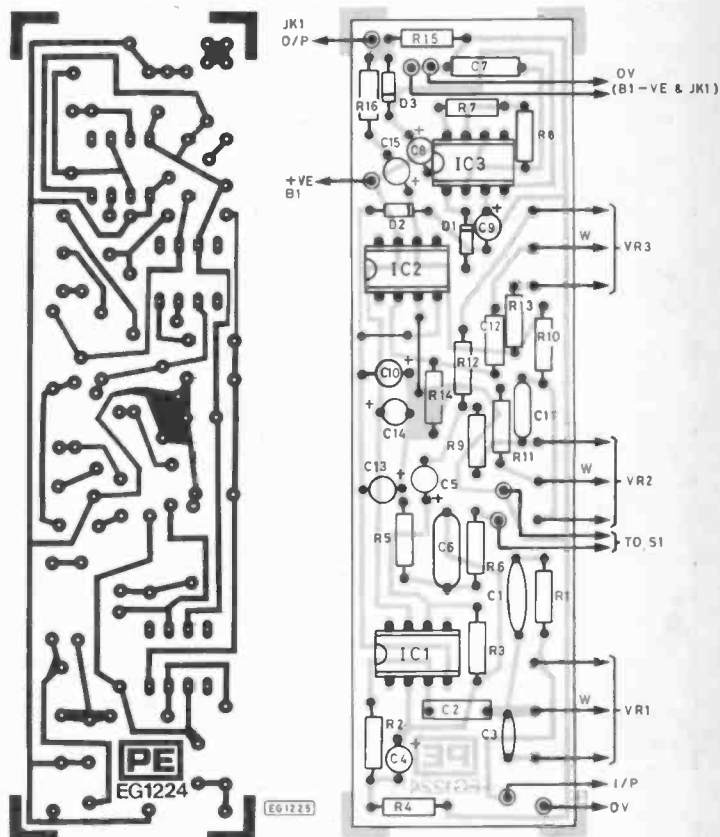 PE
EG1224
EG1225
JK1
O/P
R15
C7
0V
(B1-VE & JK1)
R16
D3
R7
R8
C15
+
C8
+
IC3
+VE
B1
D2
D1
+
C9
W
VR3
IC2
C12
R13
R10
R12
C10
+
R14
C11
+
C14
R9
R11
W
VR2
C13
+
C5
+
TO S1
R5
C6
R6
C1
R1
IC1
R3
W
VR1
C2
R2
C3
C4
+
PE
EG1224
I/P
R4
0V